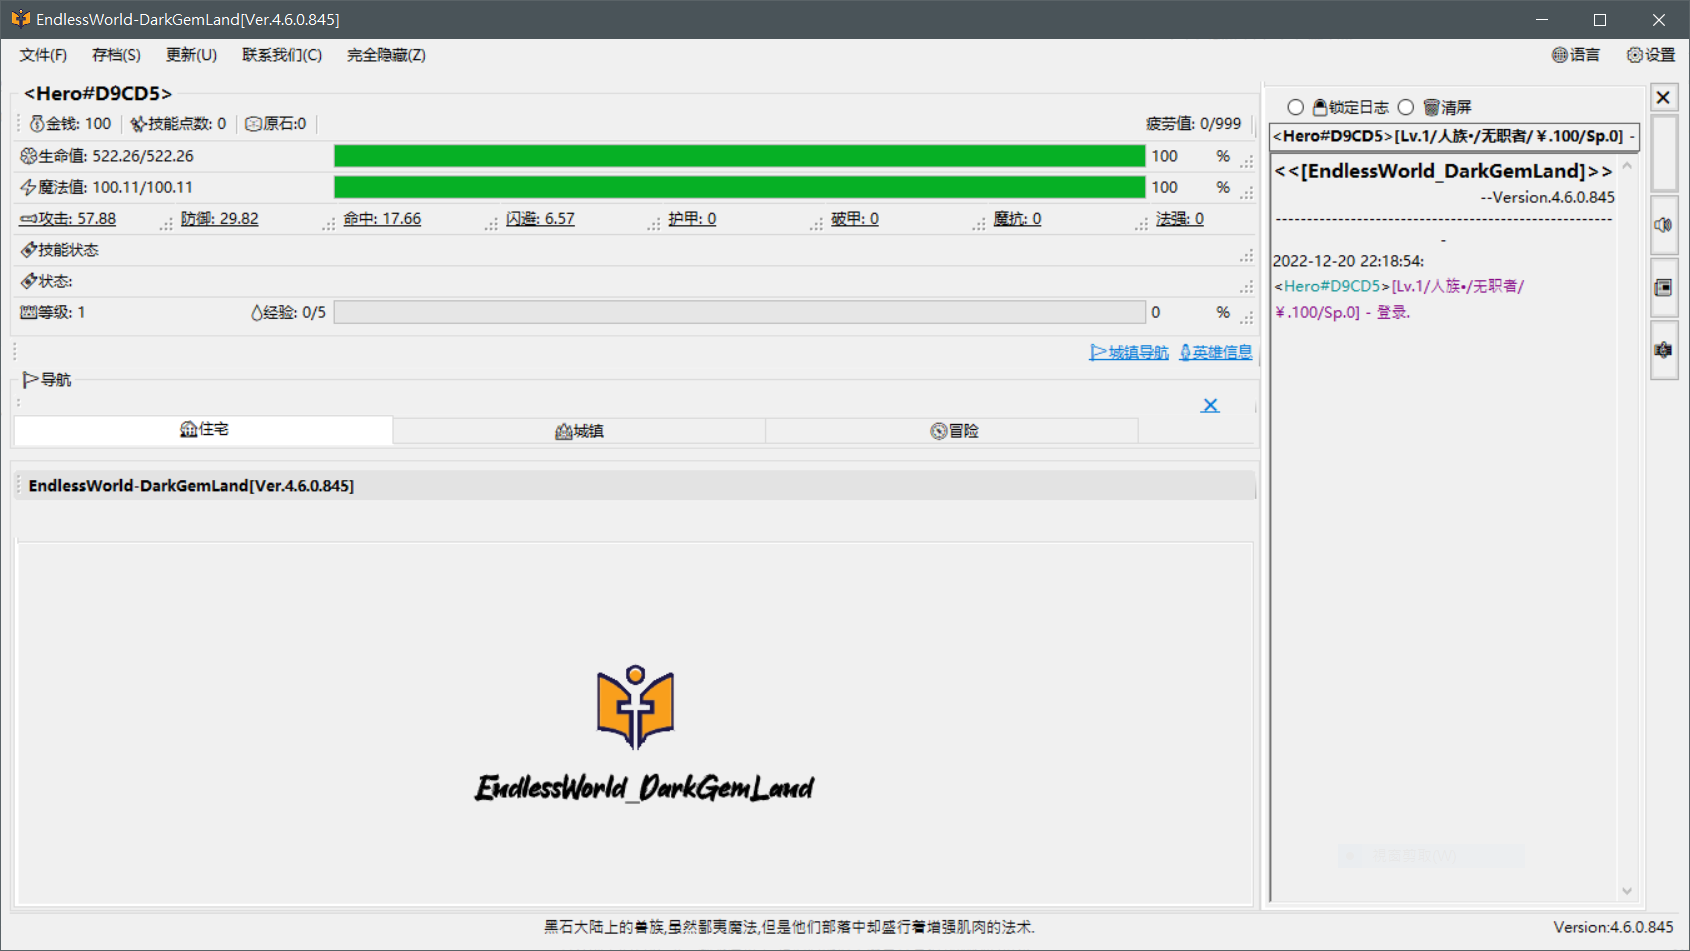 EndlessWorld-DarkGemLand[Ver.4.6.0.845]
文件(F) 存档(S) 更新(U) 联系我们(C) 完全隐藏(Z) 语言 设置
<Hero#D9CD5>
金钱: 100 技能点数: 0 原石:0 疲劳值: 0/999
生命值: 522.26/522.26 100 %
魔法值: 100.11/100.11 100 %
攻击: 57.88 防御: 29.82 命中: 17.66 闪避: 6.57 护甲: 0 破甲: 0 魔抗: 0 法强: 0
技能状态
状态:
等级: 1 经验: 0/5 0 %
城镇导航 英雄信息
导航
住宅 城镇 冒险
EndlessWorld-DarkGemLand[Ver.4.6.0.845]
EndlessWorld_DarkGemLand
锁定日志 清屏
<Hero#D9CD5>[Lv.1/人族•/无职者/￥.100/Sp.0] -
<<[EndlessWorld_DarkGemLand]>>
--Version.4.6.0.845
-------------------------------------------------------
-
2022-12-20 22:18:54:
<Hero#D9CD5>[Lv.1/人族•/无职者/
￥.100/Sp.0] - 登录.
黑石大陆上的兽族,虽然鄙夷魔法,但是他们部落中却盛行着增强肌肉的法术.
Version:4.6.0.845